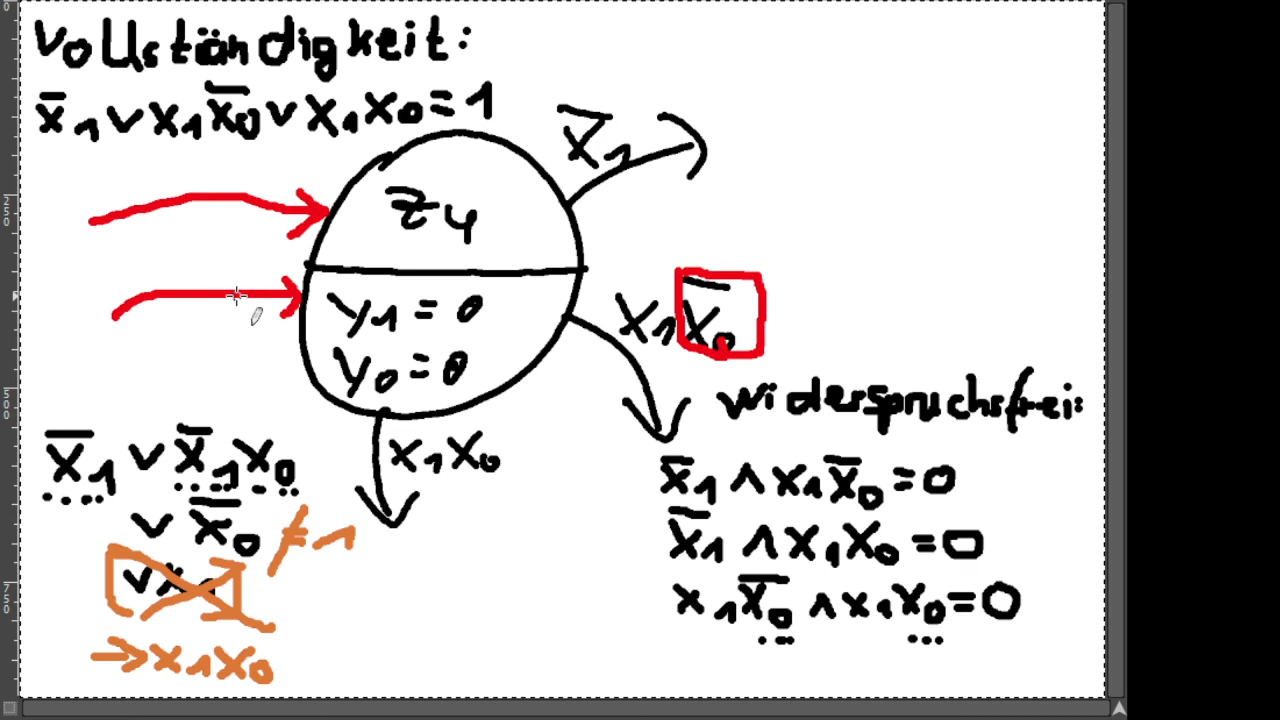 Vollständigkeit:
x̅₁ ∨ x₁x̅₀ ∨ x₁x₀ = 1
x̅₁
z₄
y₁ = 0
y₀ = 0
x₁x̅₀
widerspruchsfrei:
x₁x₀
x̅₁ ∨ x̅₁x₀
∨ x̅₀ ≠ 1
→ x₁x₀
x̅₁ ∧ x₁x̅₀ = 0
x̅₁ ∧ x₁x₀ = 0
x₁x̅₀ ∧ x₁x₀ = 0